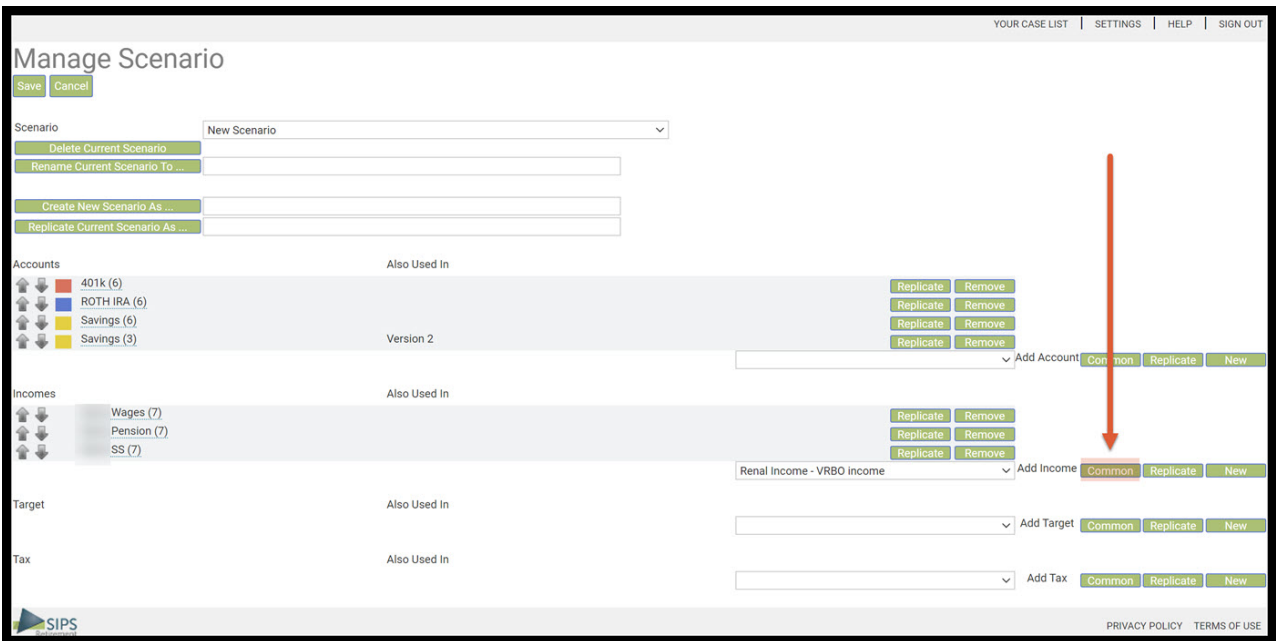 YOUR CASE LIST | SETTINGS | HELP | SIGN OUT
Manage Scenario
Save Cancel
Scenario New Scenario
Delete Current Scenario
Rename Current Scenario To ...
Create New Scenario As ...
Replicate Current Scenario As ...
Accounts Also Used In
401k (6) Replicate Remove
ROTH IRA (6) Replicate Remove
Savings (6) Replicate Remove
Savings (3) Version 2 Replicate Remove
Add Account Common Replicate New
Incomes Also Used In
Wages (7) Replicate Remove
Pension (7) Replicate Remove
SS (7) Replicate Remove
Renal Income - VRBO income Add Income Common Replicate New
Target Also Used In
Add Target Common Replicate New
Tax Also Used In
Add Tax Common Replicate New
SIPS
Retirement
PRIVACY POLICY TERMS OF USE